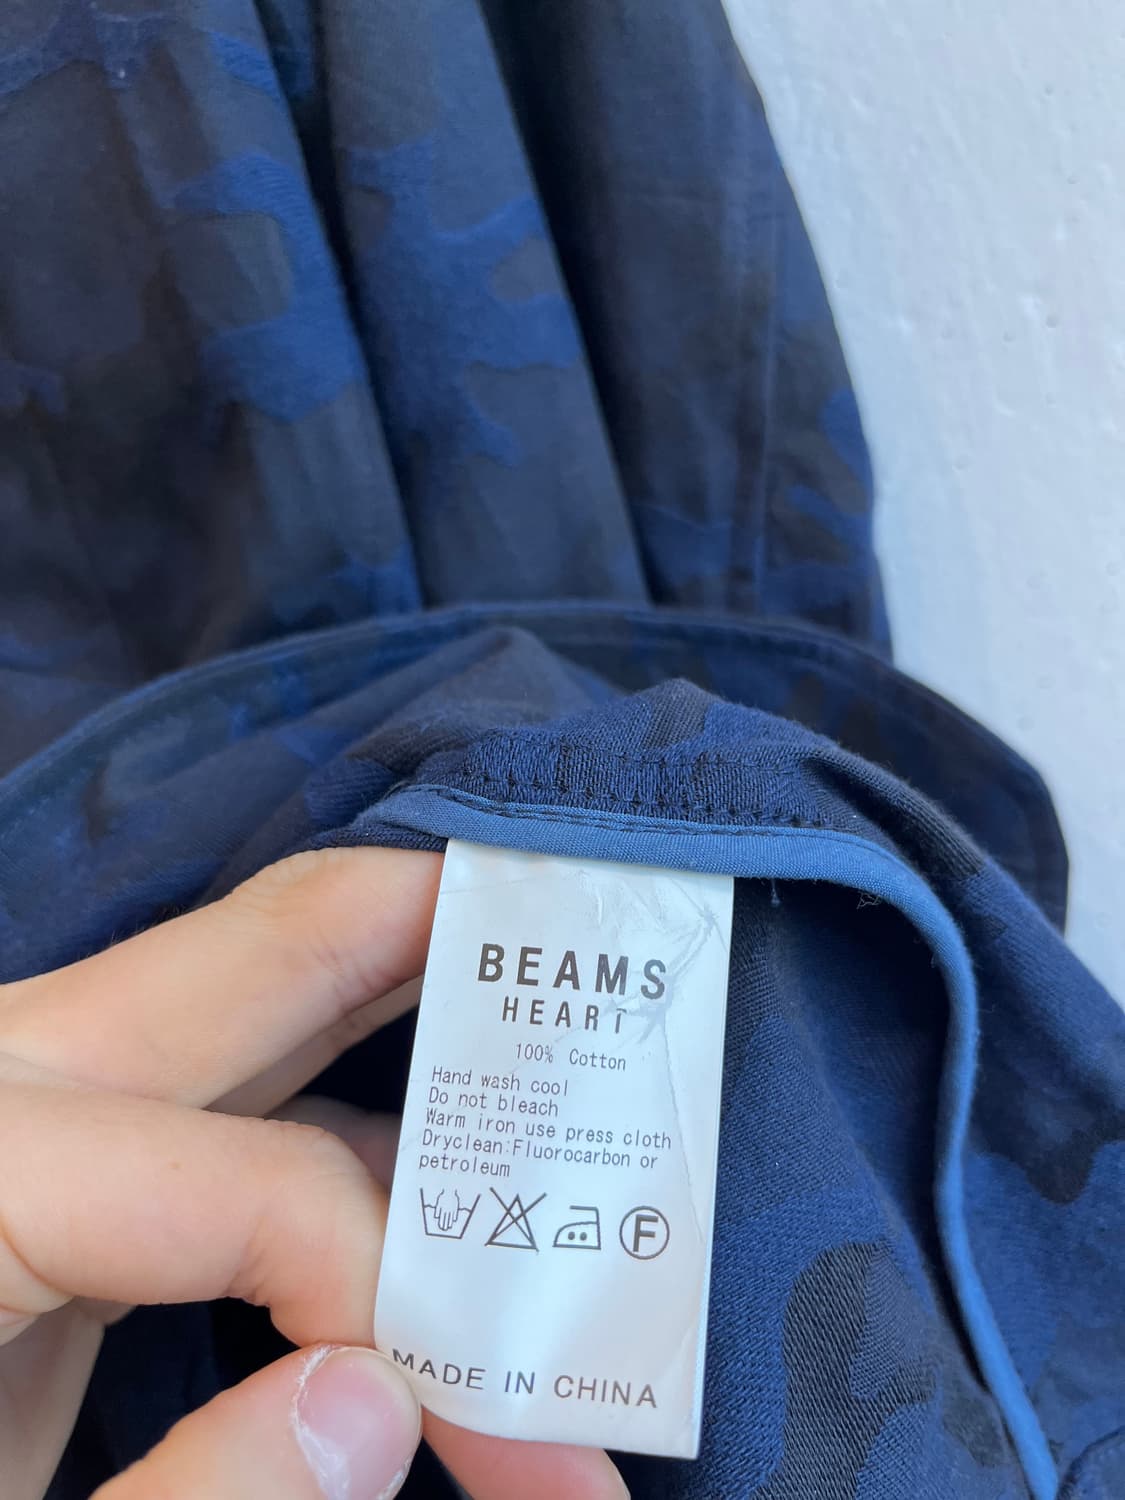 BEAMS
HEART
100% Cotton
Hand wash cool
Do not bleach
Warm iron use press cloth
Dryclean:Fluorocarbon or
petroleum
F
MADE IN CHINA